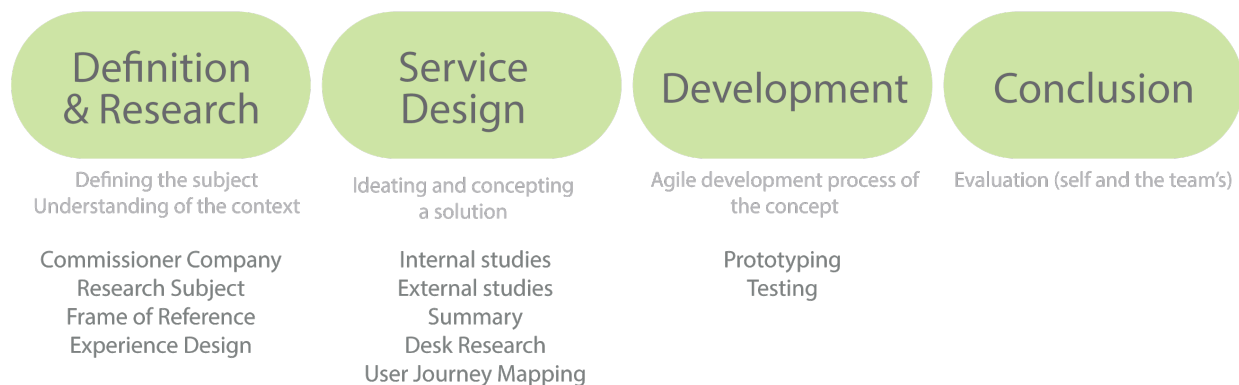 Definition
& Research
Defining the subject
Understanding of the context
Commissioner Company
Research Subject
Frame of Reference
Experience Design
Service
Design
Ideating and concepting
a solution
Internal studies
External studies
Summary
Desk Research
User Journey Mapping
Development
Agile development process of
the concept
Prototyping
Testing
Conclusion
Evaluation (self and the team's)